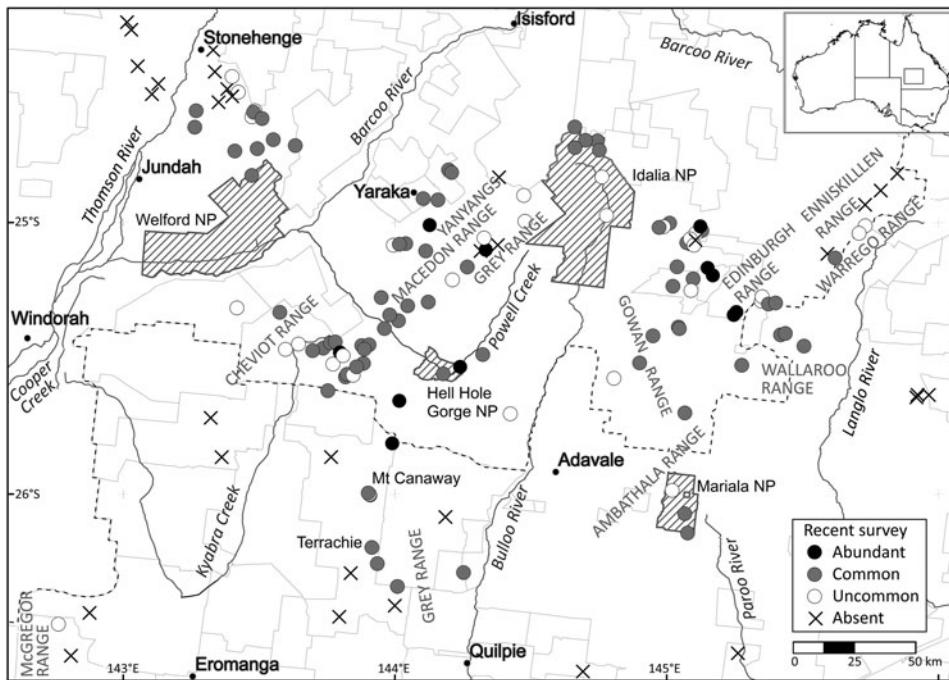 Stonehenge
Isisford
Barcoo River
Barcoo River
Thomson River
Jundah
Yaraka
Idalia NP
Welford NP
25°S
YANYANGS
MACEDON RANGE
GREY RANGE
Powell Creek
ENNISKILLLEN
RANGE
WARREGO RANGE
EDINBURGH
RANGE
Windorah
Cooper
Creek
CHEVIOT RANGE
Hell Hole
Gorge NP
GOWAN
RANGE
WALLAROO
RANGE
Langlo River
Adavale
Mt Canaway
26°S
AMBATHALA RANGE
Mariala NP
Kyabra Creek
Terrachie
GREY RANGE
Bulloo River
Paroo River
McGREGOR
RANGE
143°E
Eromanga
144°E
Quilpie
145°E
Recent survey
Abundant
Common
Uncommon
Absent
0 25 50 km